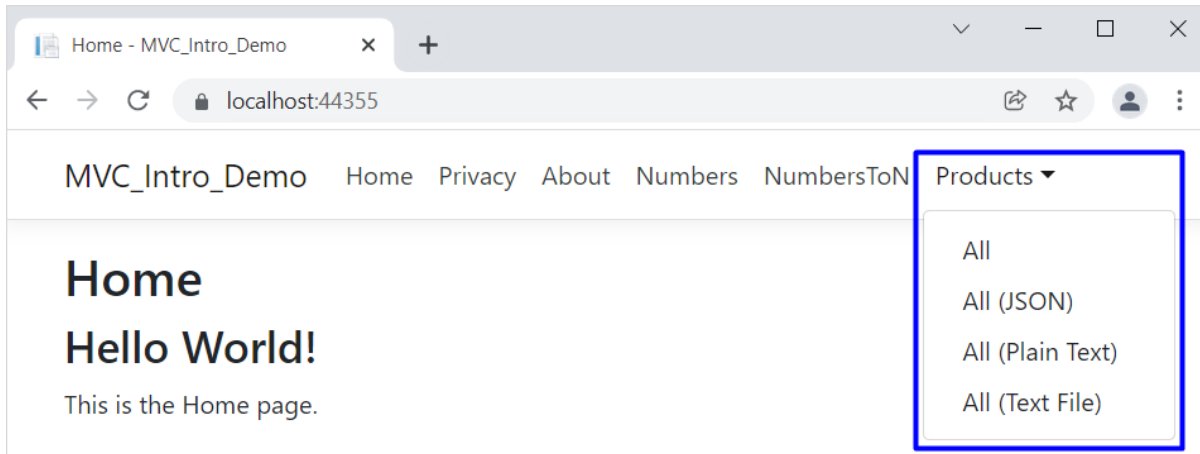 Home - MVC_Intro_Demo
localhost:44355
MVC_Intro_Demo Home Privacy About Numbers NumbersToN Products
All
All (JSON)
All (Plain Text)
All (Text File)
Home
Hello World!
This is the Home page.